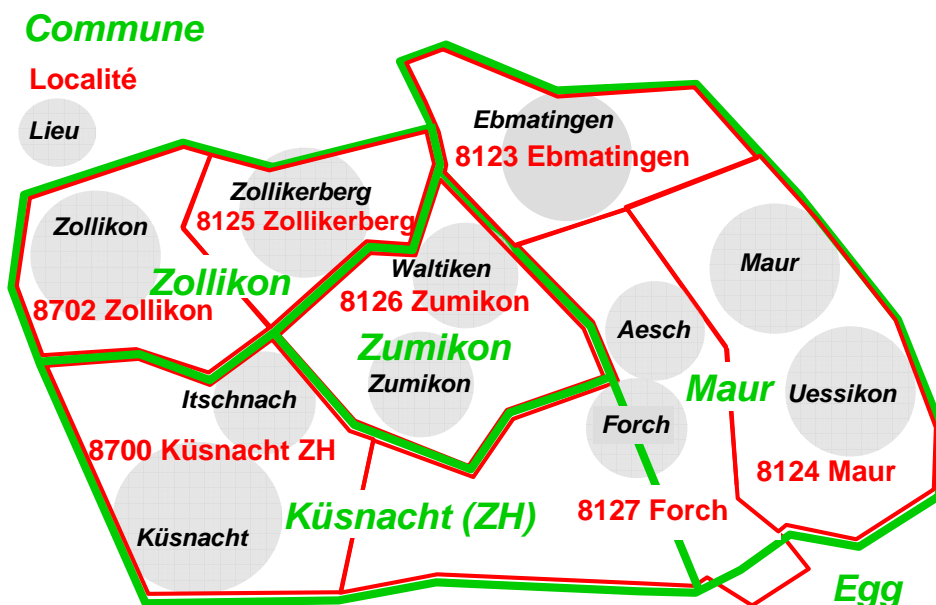 Commune
Localité
Lieu
Ebmatingen
8123 Ebmatingen
Zollikerberg
8125 Zollikerberg
Zollikon
Zollikon
8702 Zollikon
Waltiken
8126 Zumikon
Maur
Aesch
Zumikon
Zumikon
Maur
Uessikon
Itschnach
Forch
8700 Küsnacht ZH
8124 Maur
Küsnacht (ZH)
8127 Forch
Küsnacht
Egg